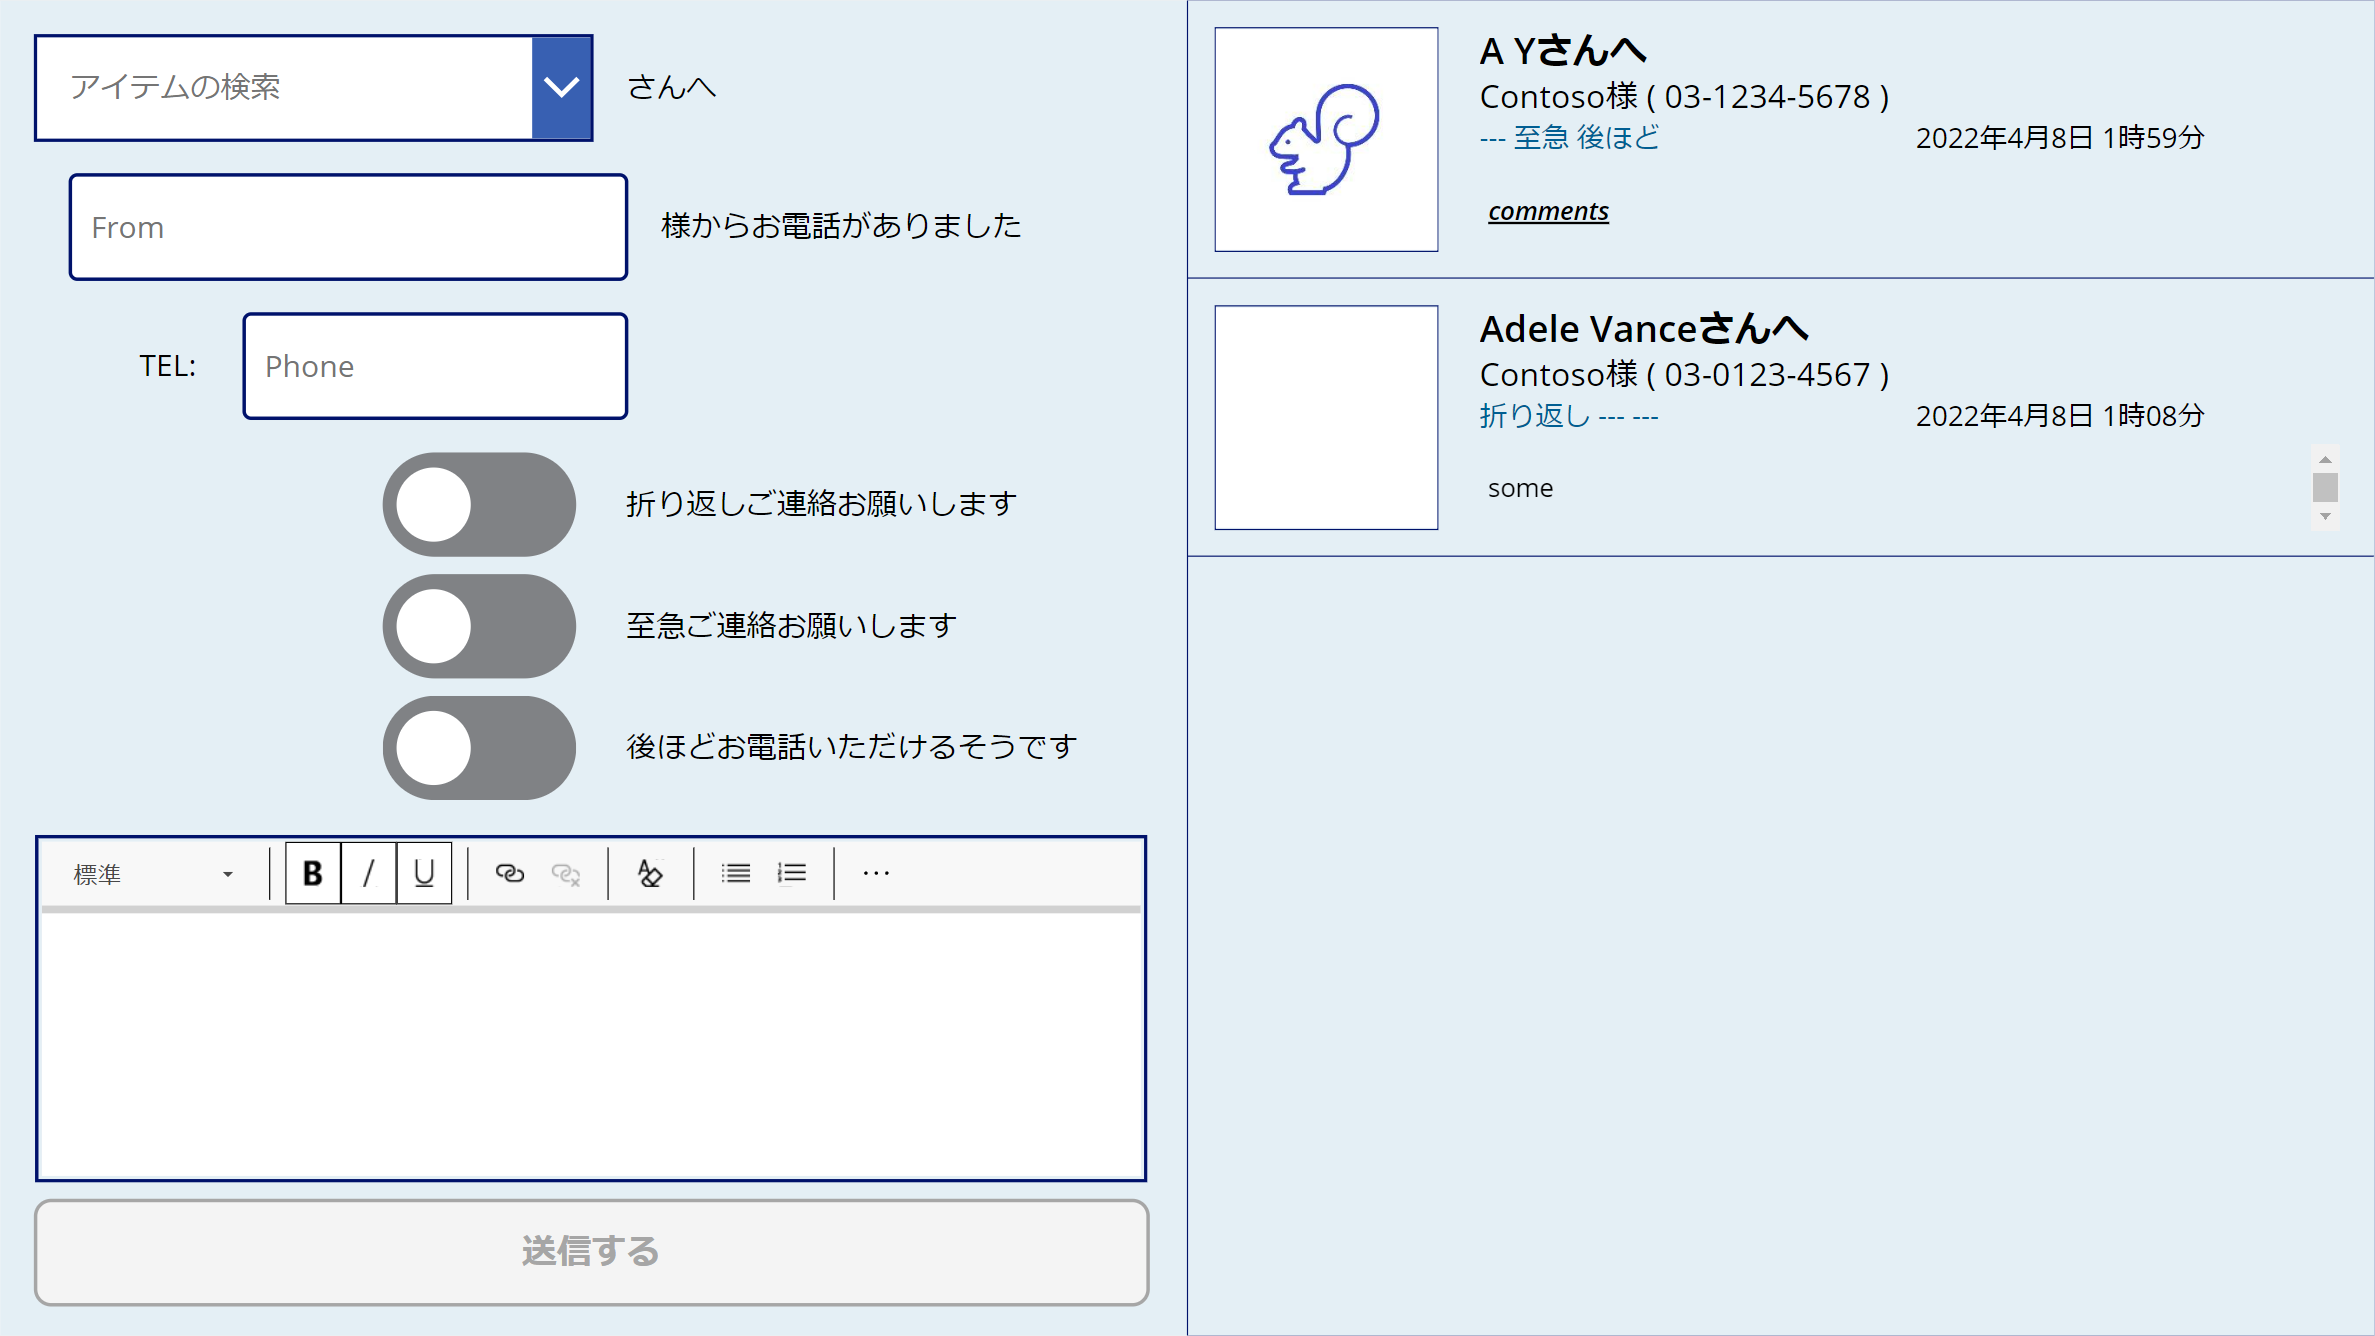 アイテムの検索
さんへ
From
様からお電話がありました
TEL:
Phone
折り返しご連絡お願いします
至急ご連絡お願いします
後ほどお電話いただけるそうです
標準
B I U
...
送信する
A Yさんへ
Contoso様 ( 03-1234-5678 )
--- 至急 後ほど
2022年4月8日 1時59分
comments
Adele Vanceさんへ
Contoso様 ( 03-0123-4567 )
折り返し --- ---
2022年4月8日 1時08分
some